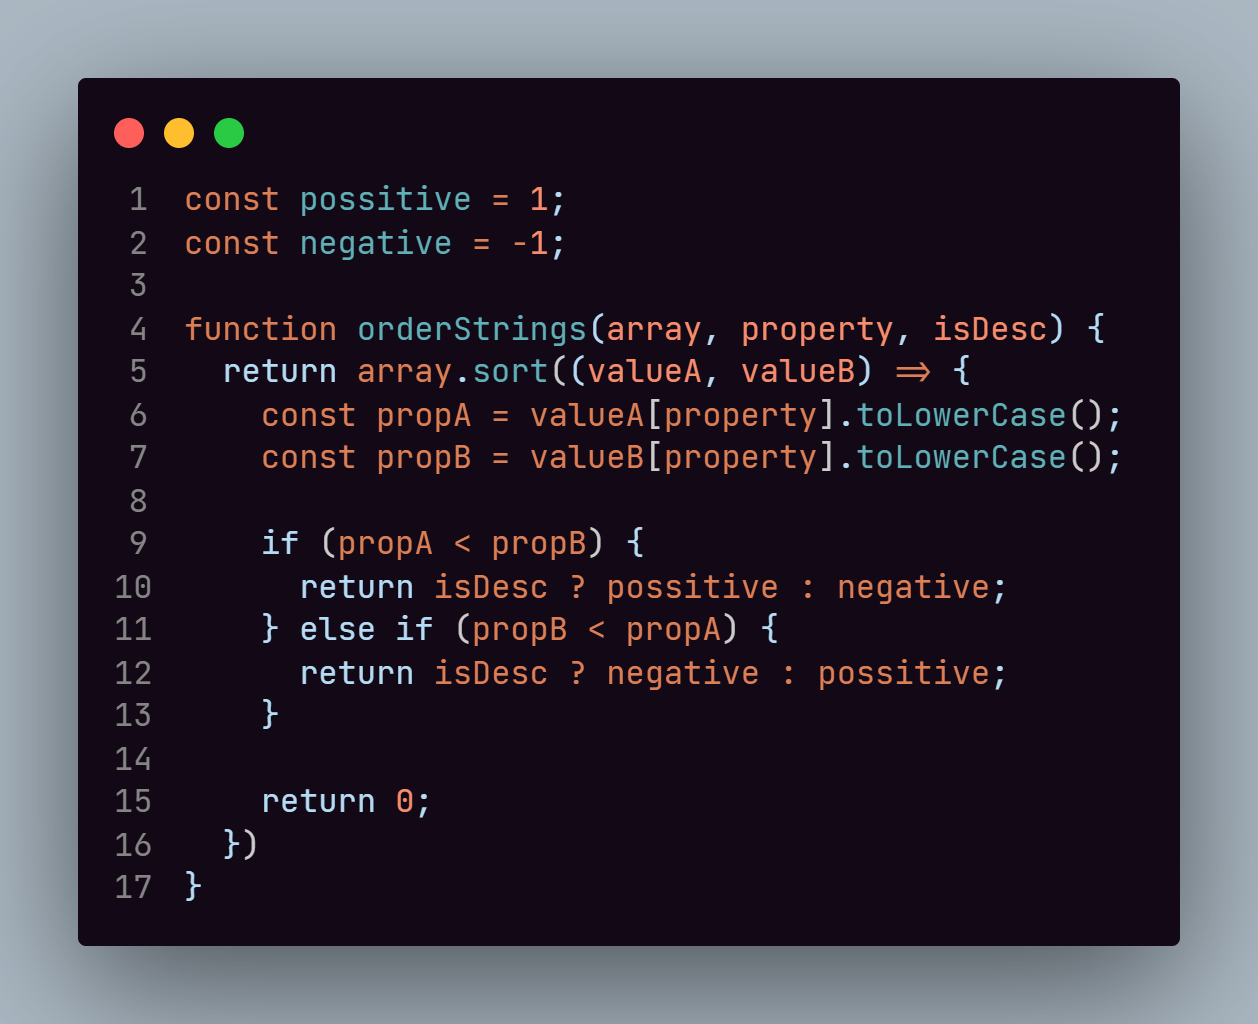 1 const possitive = 1;
2 const negative = -1;
3
4 function orderStrings(array, property, isDesc) {
5   return array.sort((valueA, valueB) => {
6     const propA = valueA[property].toLowerCase();
7     const propB = valueB[property].toLowerCase();
8
9     if (propA < propB) {
10       return isDesc ? possitive : negative;
11     } else if (propB < propA) {
12       return isDesc ? negative : possitive;
13     }
14
15     return 0;
16   })
17 }